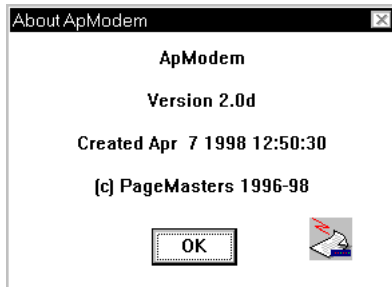 About ApModem
ApModem
Version 2.0d
Created Apr  7 1998 12:50:30
(c) PageMasters 1996-98
OK